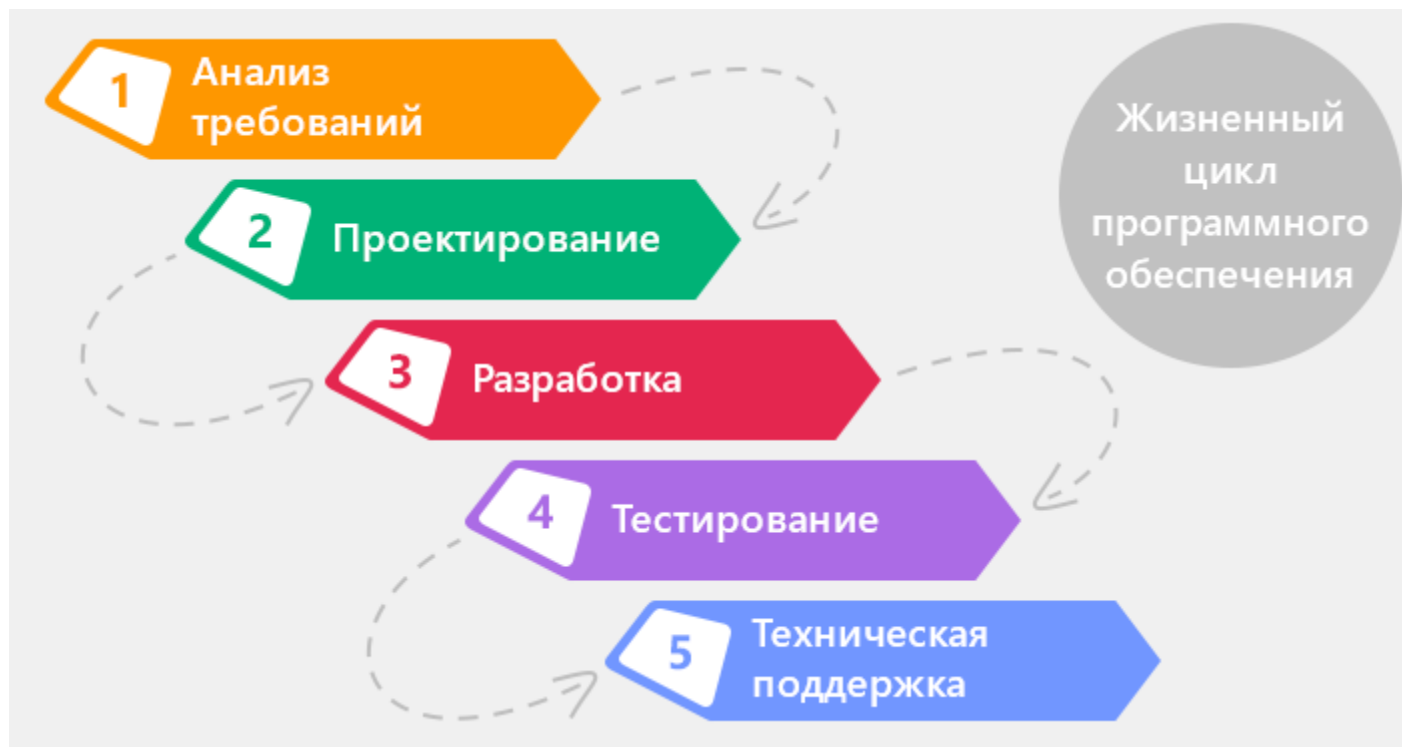 1
Анализ
требований
2
Проектирование
3
Разработка
4
Тестирование
5
Техническая
поддержка
Жизненный
цикл
программного
обеспечения